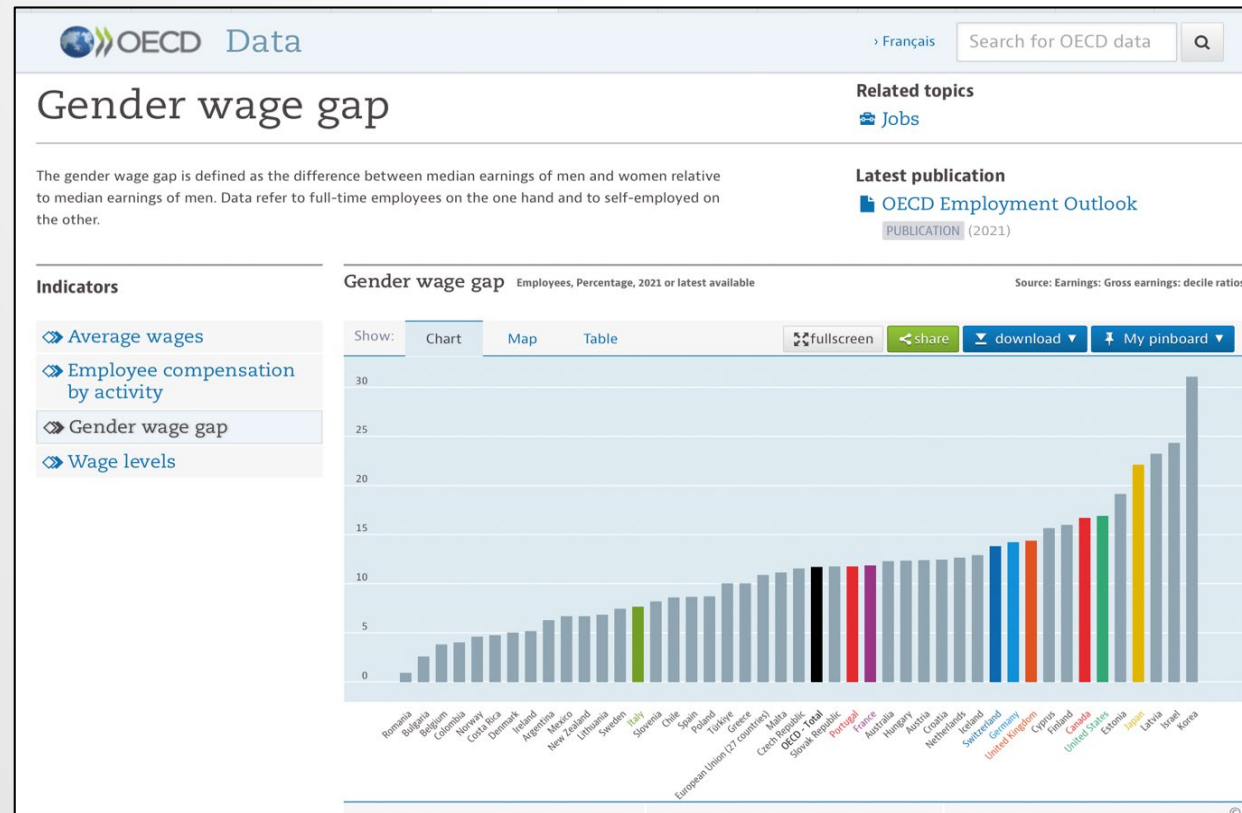 OECD Data
› Français
Search for OECD data
Gender wage gap
Related topics
Jobs
The gender wage gap is defined as the difference between median earnings of men and women relative
to median earnings of men. Data refer to full-time employees on the one hand and to self-employed on
the other.
Latest publication
OECD Employment Outlook
PUBLICATION (2021)
Indicators
Average wages
Employee compensation
by activity
Gender wage gap
Wage levels
Gender wage gap Employees, Percentage, 2021 or latest available
Source: Earnings: Gross earnings: decile ratios
Show: Chart Map Table fullscreen share download ▼ My pinboard ▼
30
25
20
15
10
5
0
Romania
Bulgaria
Belgium
Colombia
Norway
Costa Rica
Denmark
Ireland
Argentina
Mexico
New Zealand
Lithuania
Sweden
Italy
Slovenia
Chile
Spain
Poland
Türkiye
Greece
European Union (27 countries)
Malta
Czech Republic
OECD - Total
Slovak Republic
Portugal
France
Australia
Hungary
Austria
Croatia
Netherlands
Iceland
Switzerland
Germany
United Kingdom
Cyprus
Finland
Canada
United States
Estonia
Japan
Latvia
Israel
Korea
©